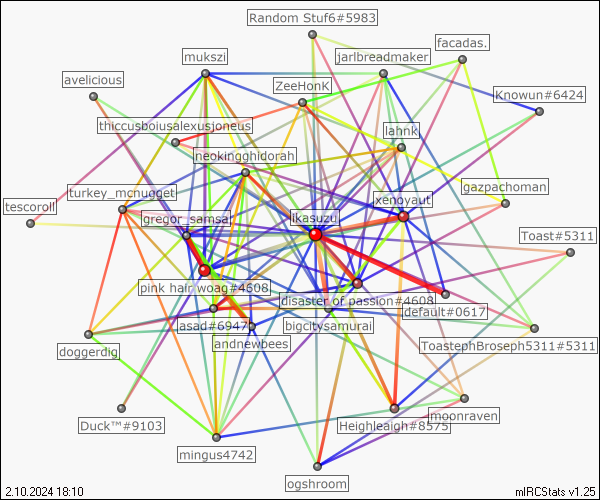 Random Stuf6#5983
facadas.
mukszi
jarlbreadmaker
avelicious
ZeeHonK
Knowun#6424
thiccusboiusalexusjoneus
lahnk
neokingghidorah
turkey_mcnugget
xenoyaut
gazpachoman
tescoroll
gregor_samsar
ikasuzu
Toast#5311
pink hair woag#4608
disaster of passion#4608
default#0617
asad#6947
bigcitysamurai
andnewbees
ToastephBroseph5311#5311
doggerdig
Duck™#9103
Heighleigh#8575
moonraven
mingus4742
ogshroom
2.10.2024 18:10
mIRCStats v1.25